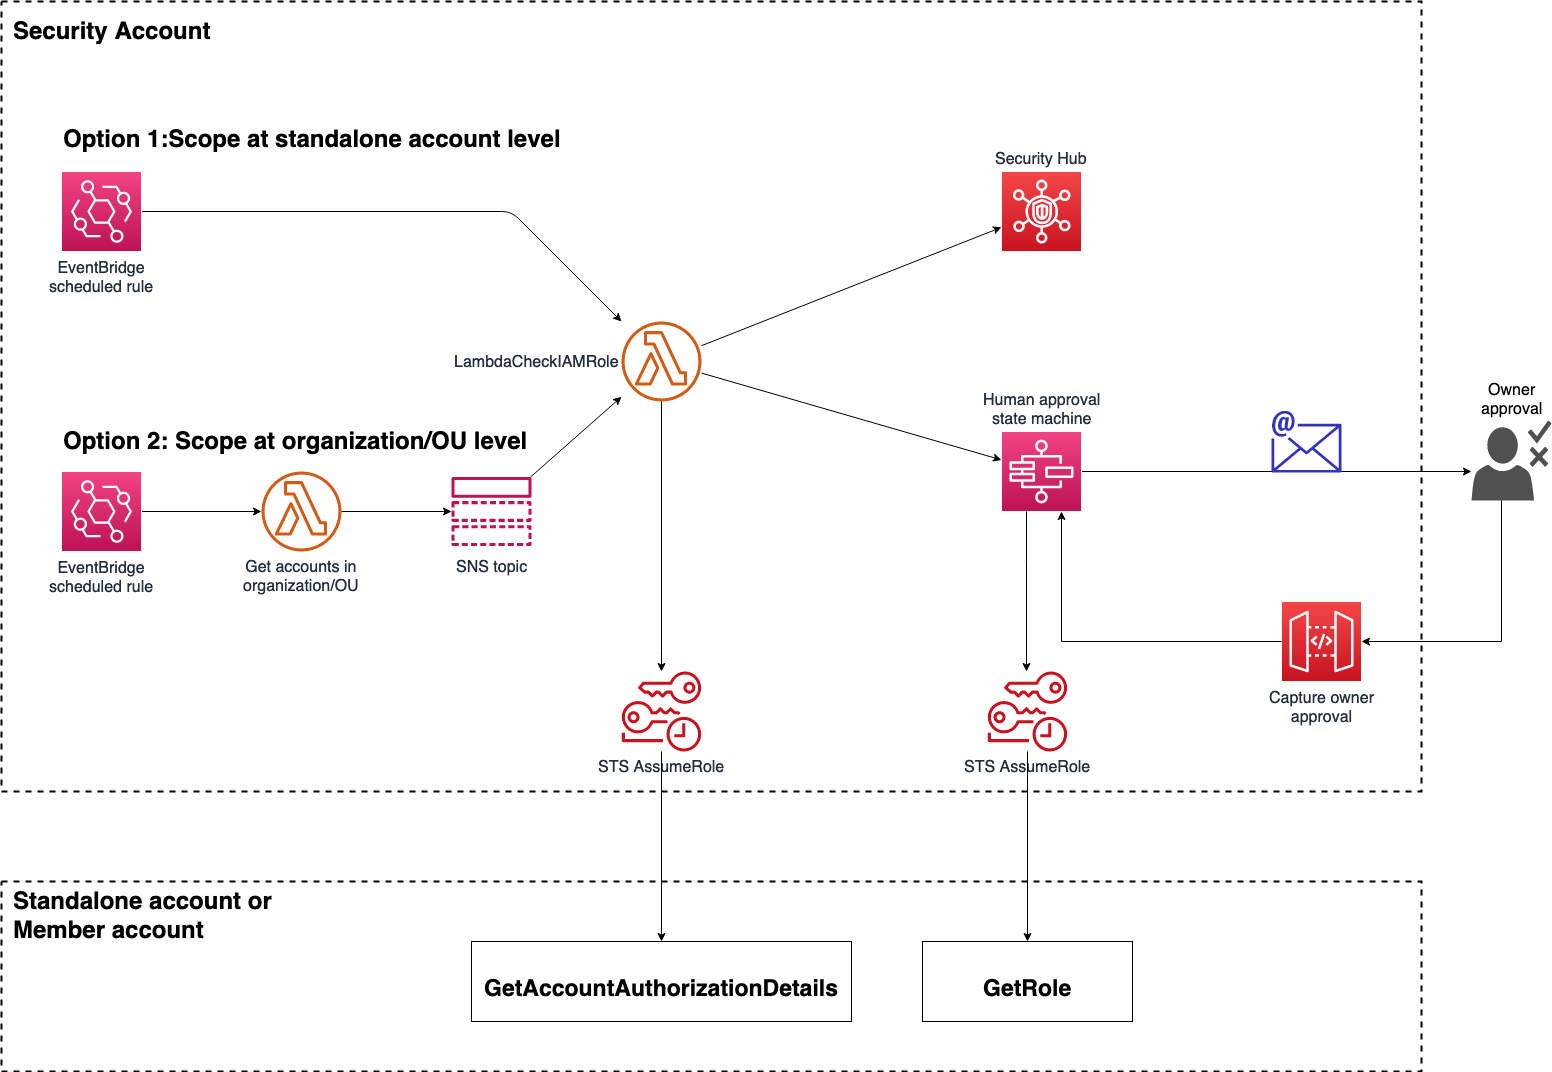 Security Account
Option 1:Scope at standalone account level
EventBridge
scheduled rule
Security Hub
LambdaCheckIAMRole
Option 2: Scope at organization/OU level
EventBridge
scheduled rule
Get accounts in
organization/OU
SNS topic
Human approval
state machine
@
Owner
approval
</>
Capture owner
approval
STS AssumeRole
STS AssumeRole
Standalone account or
Member account
GetAccountAuthorizationDetails
GetRole